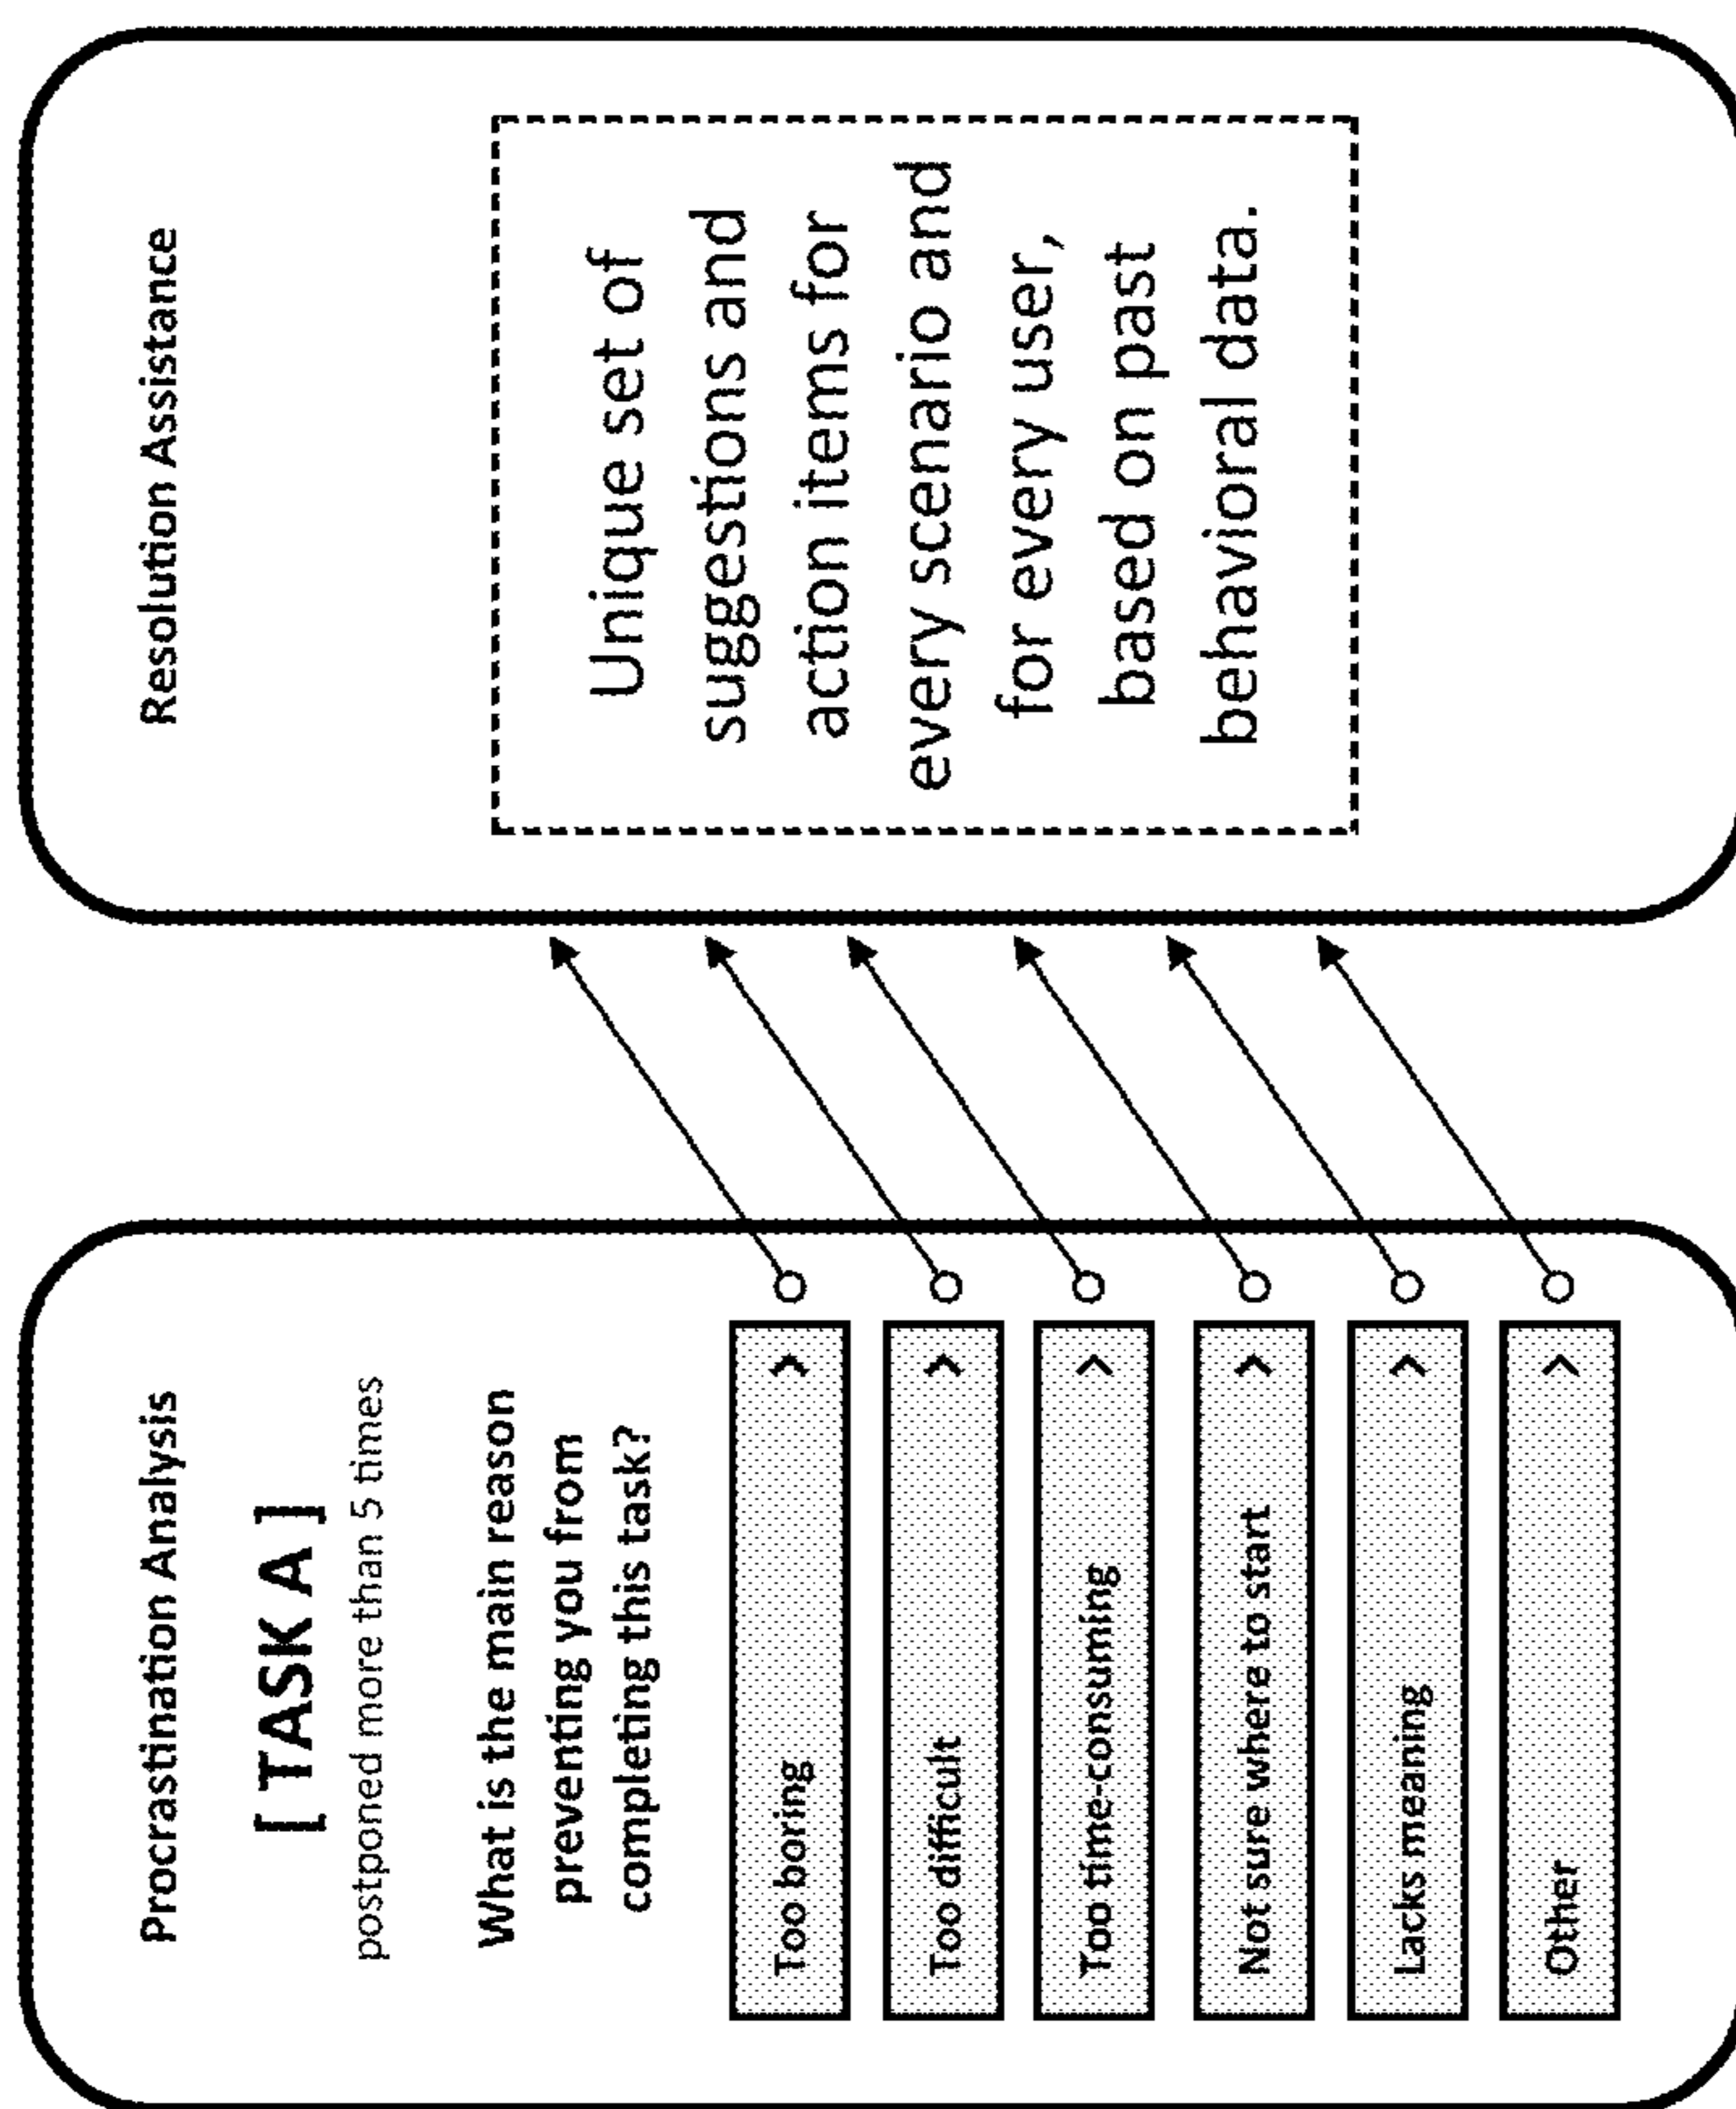 Procrastination Analysis
[ TASK A ]
postponed more than 5 times
What is the main reason
preventing you from
completing this task?
Too boring >
Too difficult >
Too time-consuming >
Not sure where to start >
Lacks meaning >
Other >
Resolution Assistance
Unique set of
suggestions and
action items for
every scenario and
for every user,
based on past
behavioral data.